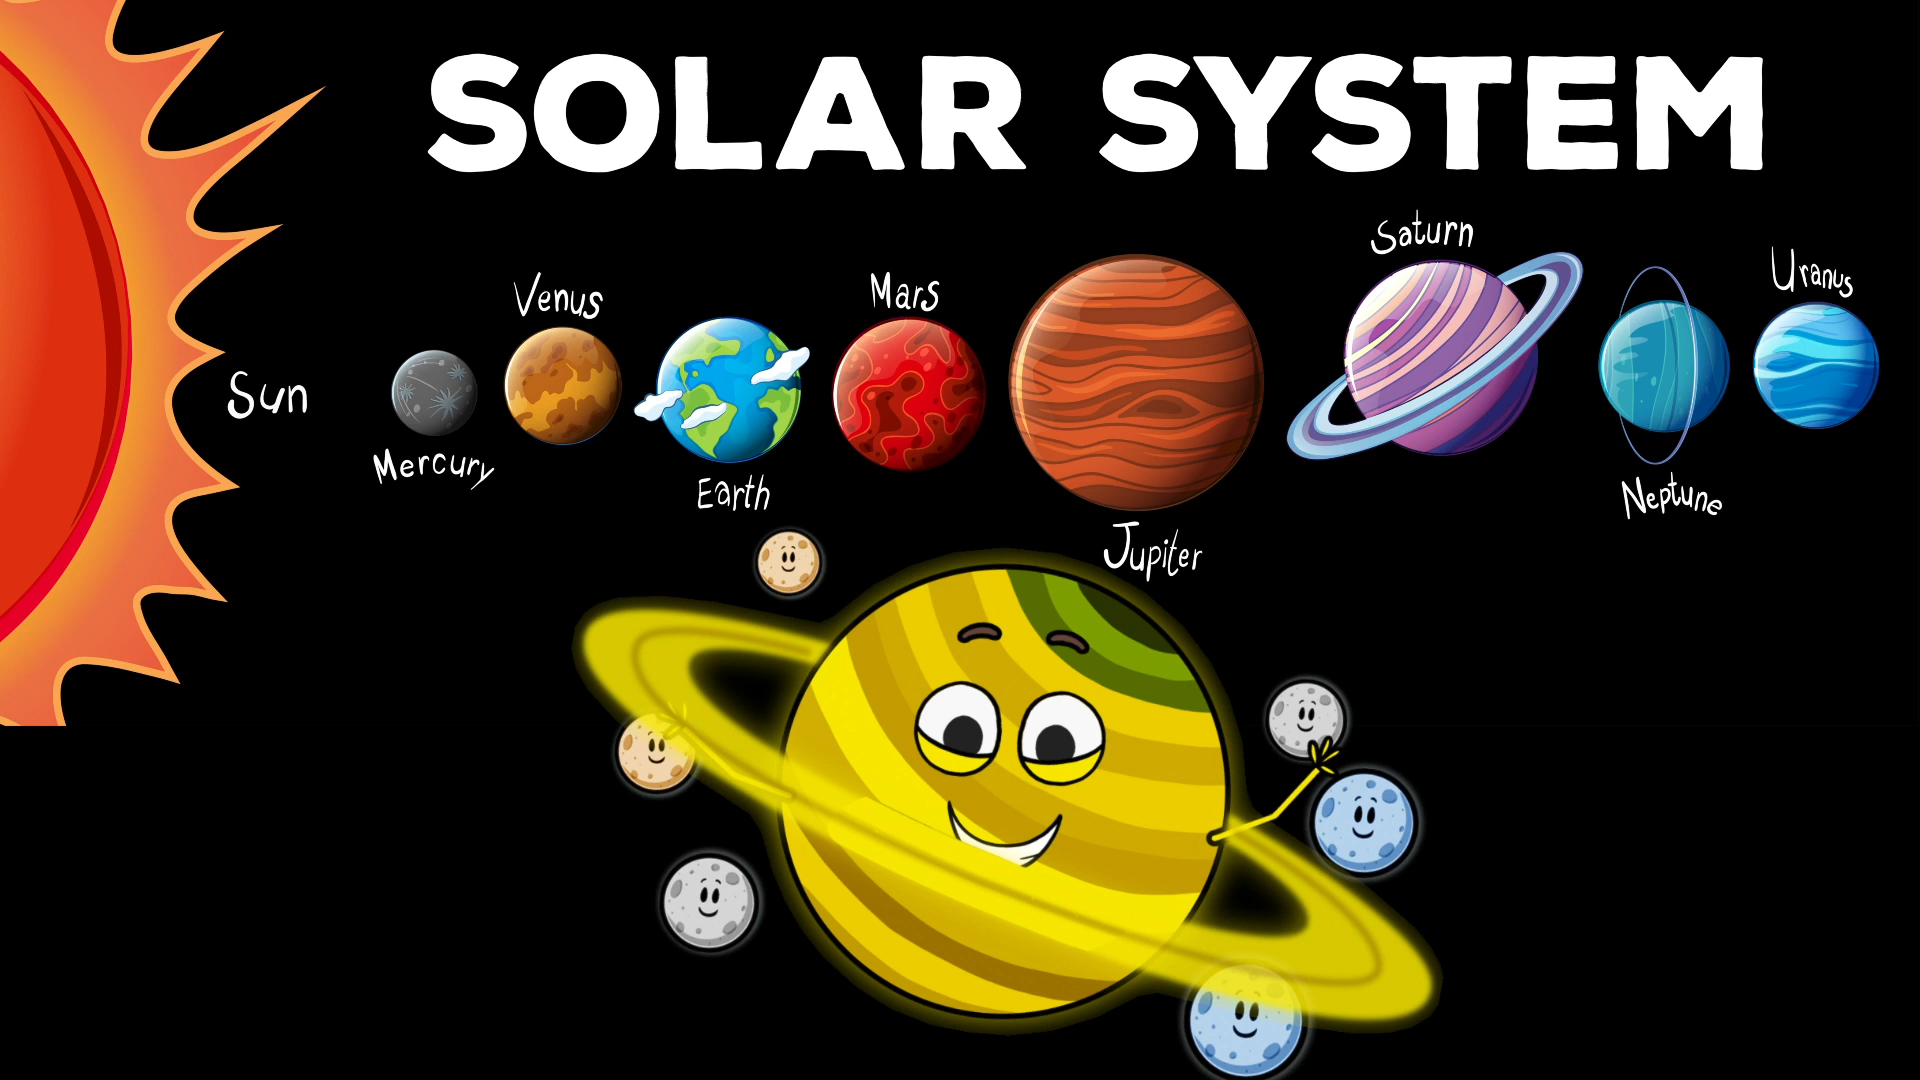 SOLAR SYSTEM
Sun
Mercury
Venus
Earth
Mars
Jupiter
Saturn
Neptune
Uranus